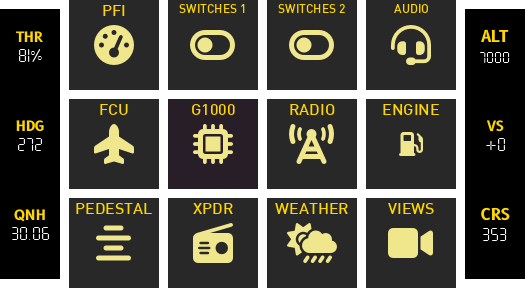 PFI
SWITCHES 1
SWITCHES 2
AUDIO
THR
81%
ALT
7000
FCU
G1000
RADIO
ENGINE
HDG
272
VS
+0
PEDESTAL
XPDR
WEATHER
VIEWS
QNH
30.06
CRS
353